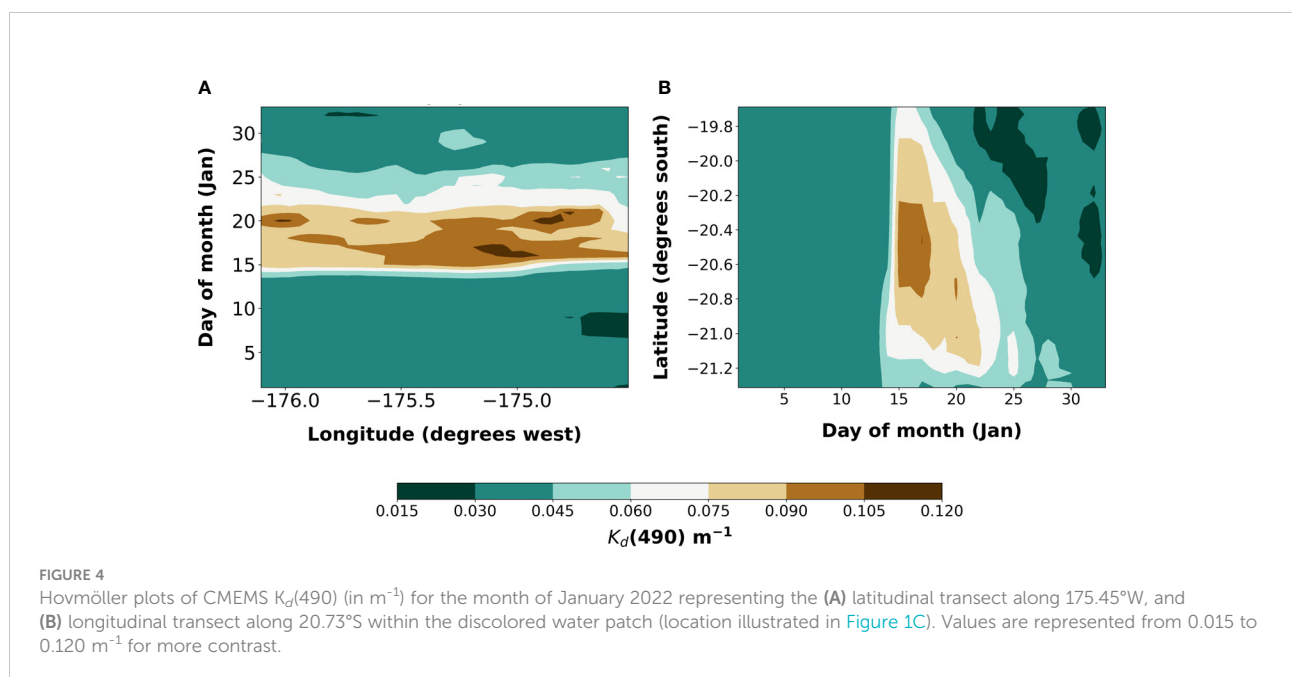 A
B
30
25
20
15
10
5
Day of month (Jan)
−176.0 −175.5 −175.0
Longitude (degrees west)
−19.8
−20.0
−20.2
−20.4
−20.6
−20.8
−21.0
−21.2
Latitude (degrees south)
5 10 15 20 25 30
Day of month (Jan)
0.015 0.030 0.045 0.060 0.075 0.090 0.105 0.120
Kd(490) m⁻¹
FIGURE 4
Hovmöller plots of CMEMS Kd(490) (in m⁻¹) for the month of January 2022 representing the (A) latitudinal transect along 175.45°W, and
(B) longitudinal transect along 20.73°S within the discolored water patch (location illustrated in Figure 1C). Values are represented from 0.015 to
0.120 m⁻¹ for more contrast.